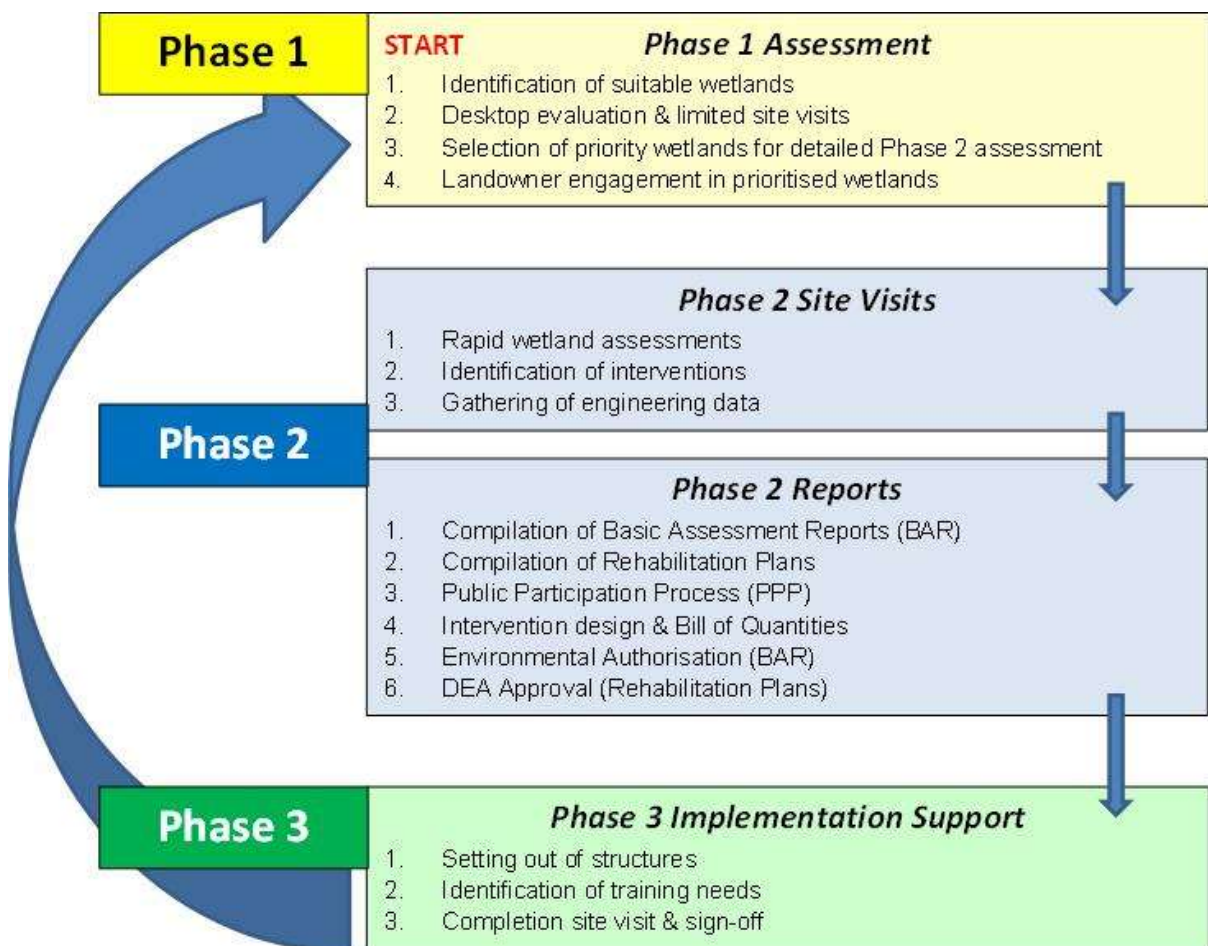 Phase 1
START Phase 1 Assessment
1. Identification of suitable wetlands
2. Desktop evaluation & limited site visits
3. Selection of priority wetlands for detailed Phase 2 assessment
4. Landowner engagement in prioritised wetlands
Phase 2
Phase 2 Site Visits
1. Rapid wetland assessments
2. Identification of interventions
3. Gathering of engineering data
Phase 2 Reports
1. Compilation of Basic Assessment Reports (BAR)
2. Compilation of Rehabilitation Plans
3. Public Participation Process (PPP)
4. Intervention design & Bill of Quantities
5. Environmental Authorisation (BAR)
6. DEA Approval (Rehabilitation Plans)
Phase 3
Phase 3 Implementation Support
1. Setting out of structures
2. Identification of training needs
3. Completion site visit & sign-off